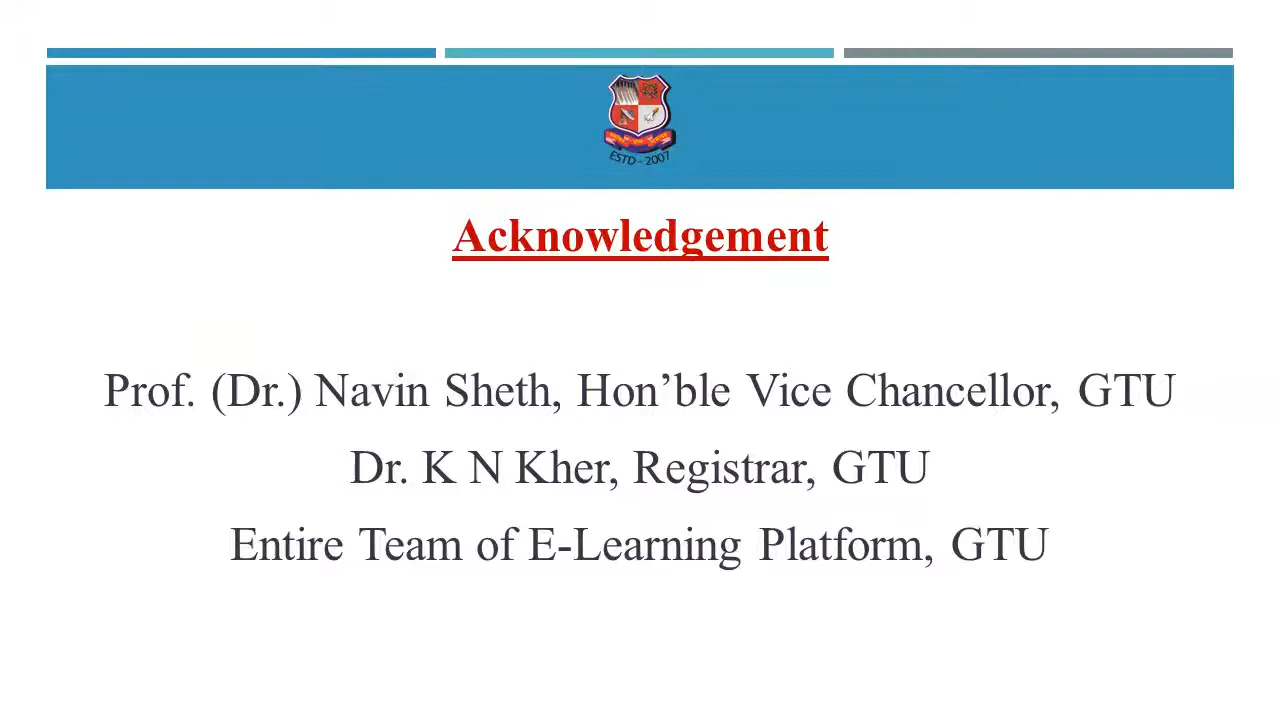 ESTD - 2007
Acknowledgement
Prof. (Dr.) Navin Sheth, Hon’ble Vice Chancellor, GTU
Dr. K N Kher, Registrar, GTU
Entire Team of E-Learning Platform, GTU